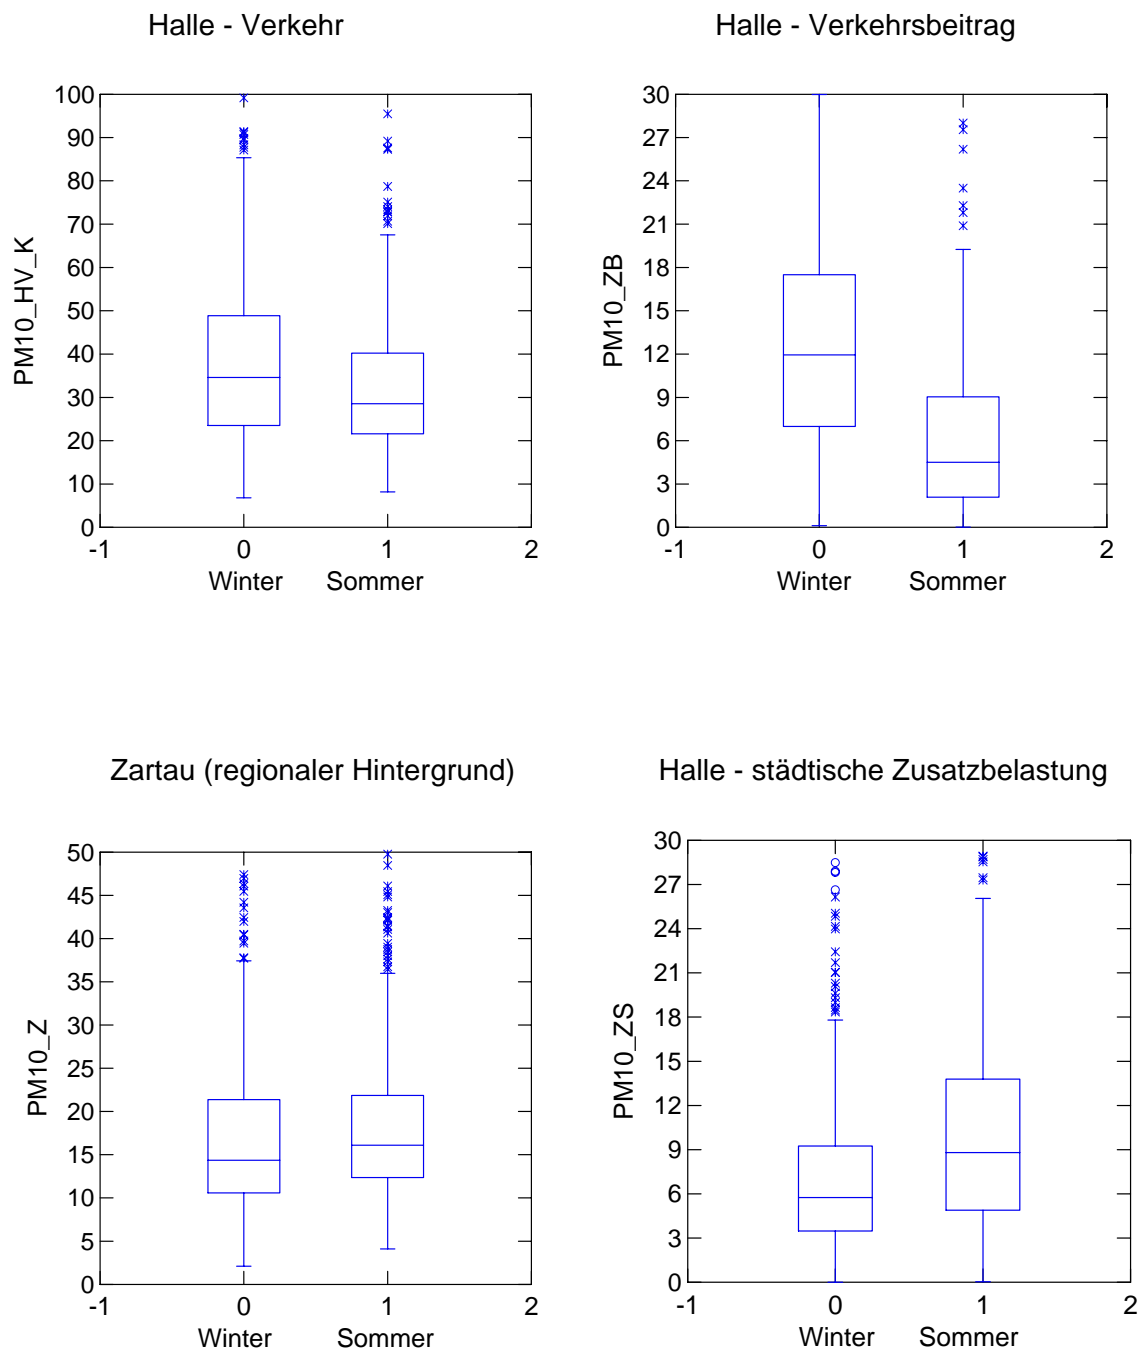 Halle - Verkehr
Halle - Verkehrsbeitrag
100
90
80
70
60
50
40
30
20
10
0
PM10_HV_K
-1 0 1 2
Winter Sommer
30
27
24
21
18
15
12
9
6
3
0
PM10_ZB
-1 0 1 2
Winter Sommer
Zartau (regionaler Hintergrund)
Halle - städtische Zusatzbelastung
50
45
40
35
30
25
20
15
10
5
0
PM10_Z
-1 0 1 2
Winter Sommer
30
27
24
21
18
15
12
9
6
3
0
PM10_ZS
-1 0 1 2
Winter Sommer